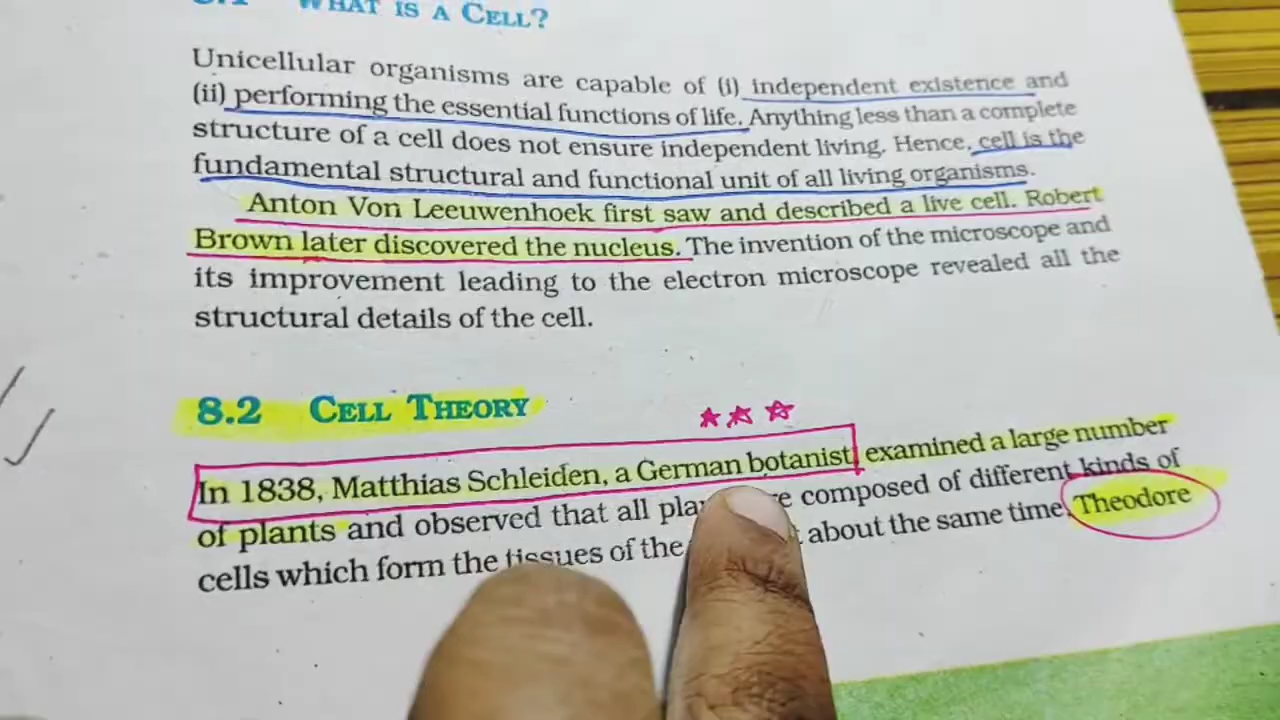 WHAT IS A CELL?
Unicellular organisms are capable of (i) independent existence and
(ii) performing the essential functions of life. Anything less than a complete
structure of a cell does not ensure independent living. Hence, cell is the
fundamental structural and functional unit of all living organisms.
Anton Von Leeuwenhoek first saw and described a live cell. Robert
Brown later discovered the nucleus. The invention of the microscope and
its improvement leading to the electron microscope revealed all the
structural details of the cell.
8.2 CELL THEORY
In 1838, Matthias Schleiden, a German botanist, examined a large number
of plants and observed that all composed of different kinds of
cells which form the tissues of the about the same time, Theodore